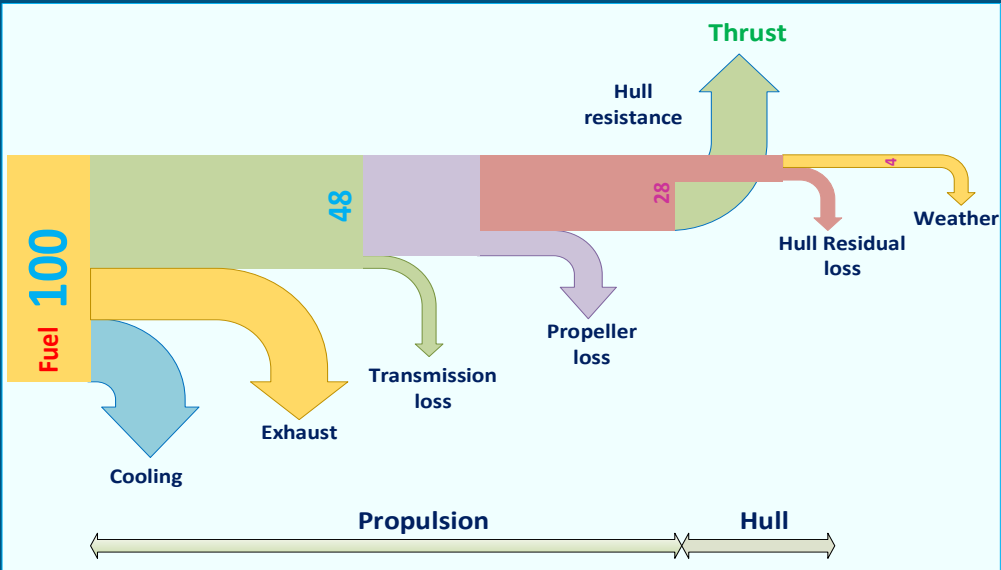 Thrust
Hull
resistance
28
4
48
Weather
Hull Residual
loss
Fuel 100
Propeller
loss
Transmission
loss
Exhaust
Cooling
Propulsion
Hull